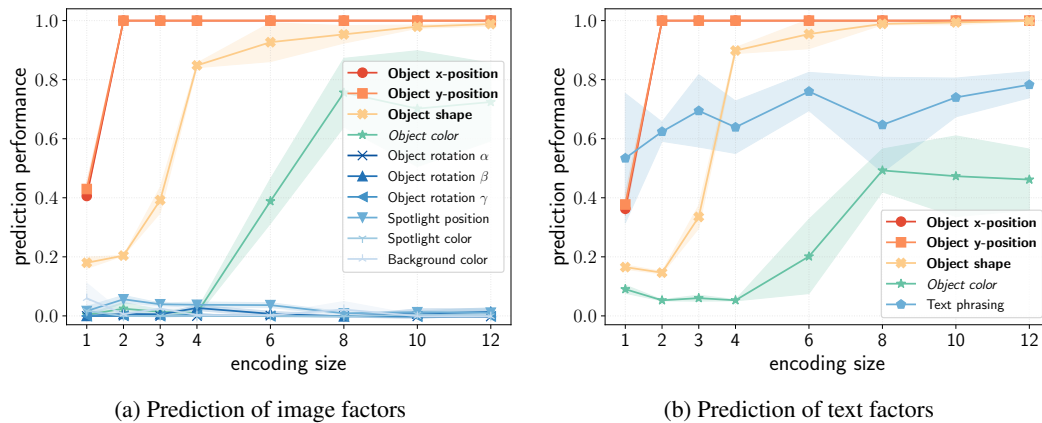 1.0
0.8
0.6
0.4
0.2
0.0
prediction performance
1 2 3 4 6 8 10 12
encoding size
Object x-position
Object y-position
Object shape
Object color
Object rotation α
Object rotation β
Object rotation γ
Spotlight position
Spotlight color
Background color
(a) Prediction of image factors
1.0
0.8
0.6
0.4
0.2
0.0
prediction performance
1 2 3 4 6 8 10 12
encoding size
Object x-position
Object y-position
Object shape
Object color
Text phrasing
(b) Prediction of text factors